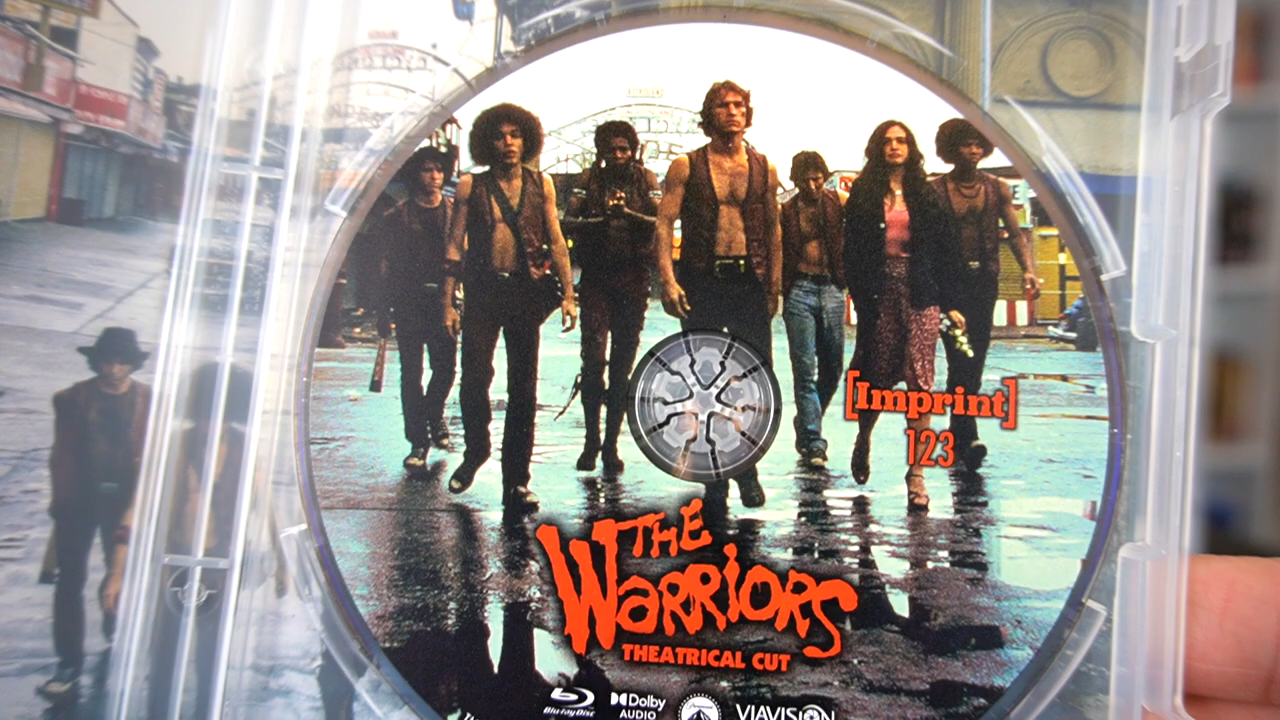 [Imprint]
123
THE
WARRIORS
THEATRICAL CUT
Blu-ray Disc
Dolby
AUDIO
VIAVISION